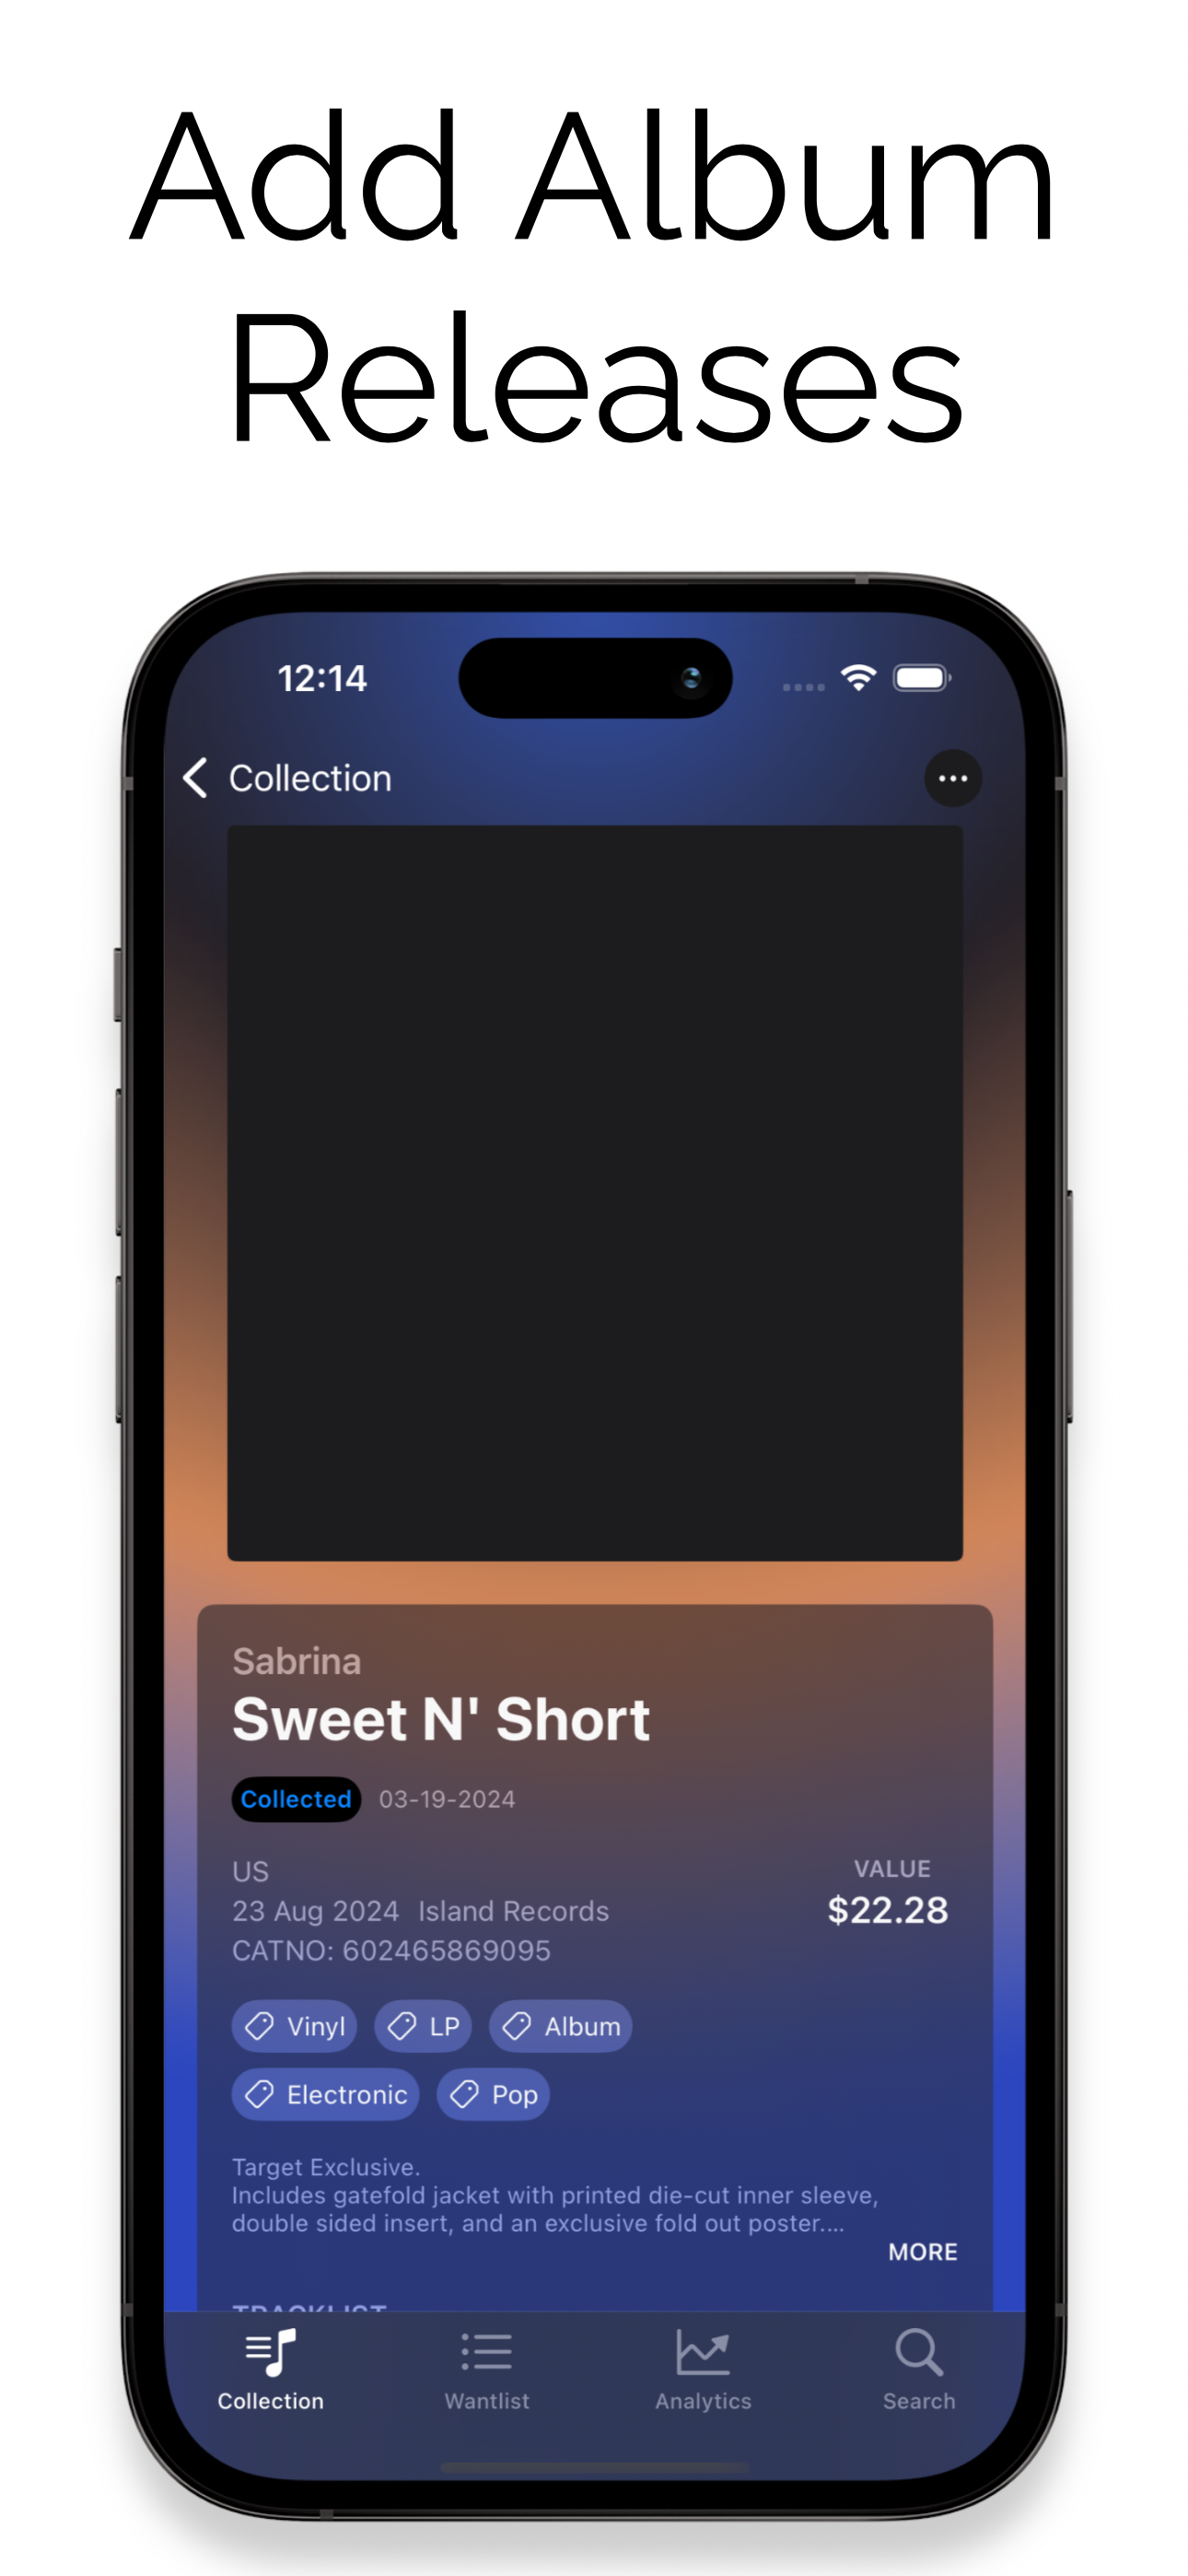 Add Album
Releases
12:14
Collection
Sabrina
Sweet N' Short
Collected 03-19-2024
US
VALUE
23 Aug 2024 Island Records
$22.28
CATNO: 602465869095
Vinyl LP Album
Electronic Pop
Target Exclusive.
Includes gatefold jacket with printed die-cut inner sleeve,
double sided insert, and an exclusive fold out poster....
MORE
TRACKLIST
Collection Wantlist Analytics Search